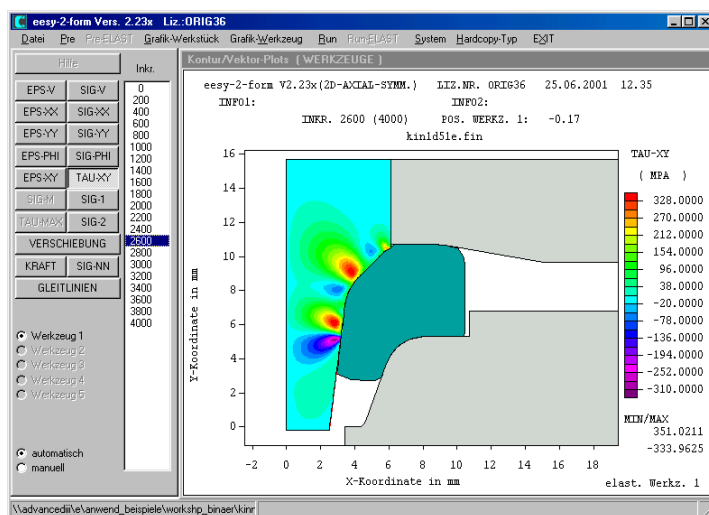 eesy-2-form Vers. 2.23x Liz.:ORIG36
Datei Pre Pre-ELAST Grafik-Werkstück Grafik-Werkzeug Run Run-ELAST System Hardcopy-Typ EXIT
Hilfe
EPS-V SIG-V
EPS-XX SIG-XX
EPS-YY SIG-YY
EPS-PHI SIG-PHI
EPS-XY TAU-XY
SIG-M SIG-1
TAU-MAX SIG-2
VERSCHIEBUNG
KRAFT SIG-NN
GLEITLINIEN
Werkzeug 1
Werkzeug 2
Werkzeug 3
Werkzeug 4
Werkzeug 5
automatisch
manuell
Inkr.
0
200
400
600
800
1000
1200
1400
1600
1800
2000
2200
2400
2600
2800
3000
3200
3400
3600
3800
4000
Kontur/Vektor-Plots ( WERKZEUGE )
eesy-2-form V2.23x(2D-AXIAL-SYMM.) LIZ.NR. ORIG36 25.06.2001 12.35
INFO1: INFO2:
INKR. 2600 (4000) POS. WERKZ. 1: -0.17
kin1d51e.fin
16
14
12
10
8
6
4
2
0
Y-Koordinate in mm
-2 0 2 4 6 8 10 12 14 16 18
X-Koordinate in mm
TAU-XY
( MPA )
328.0000
270.0000
212.0000
154.0000
96.0000
38.0000
-20.0000
-78.0000
-136.0000
-194.0000
-252.0000
-310.0000
MIN/MAX
351.0211
-333.9625
elast. Werkz. 1
\\advancediii\e\anwend_beispiele\workshp_binaer\kinr